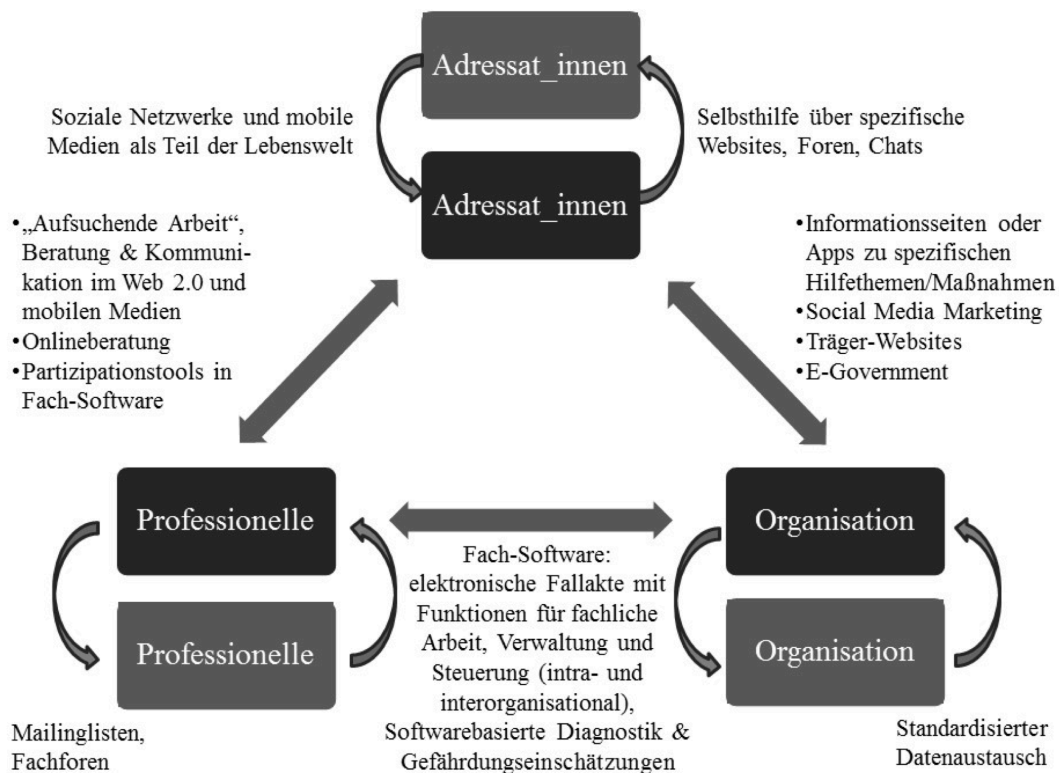 Adressat_innen
Soziale Netzwerke und mobile
Medien als Teil der Lebenswelt
Selbsthilfe über spezifische
Websites, Foren, Chats
Adressat_innen
•„Aufsuchende Arbeit“,
Beratung & Kommuni-
kation im Web 2.0 und
mobilen Medien
•Onlineberatung
•Partizipationstools in
Fach-Software
•Informationsseiten oder
Apps zu spezifischen
Hilfethemen/Maßnahmen
•Social Media Marketing
•Träger-Websites
•E-Government
Professionelle
Professionelle
Mailinglisten,
Fachforen
Fach-Software:
elektronische Fallakte mit
Funktionen für fachliche
Arbeit, Verwaltung und
Steuerung (intra- und
interorganisational),
Softwarebasierte Diagnostik &
Gefährdungseinschätzungen
Organisation
Organisation
Standardisierter
Datenaustausch